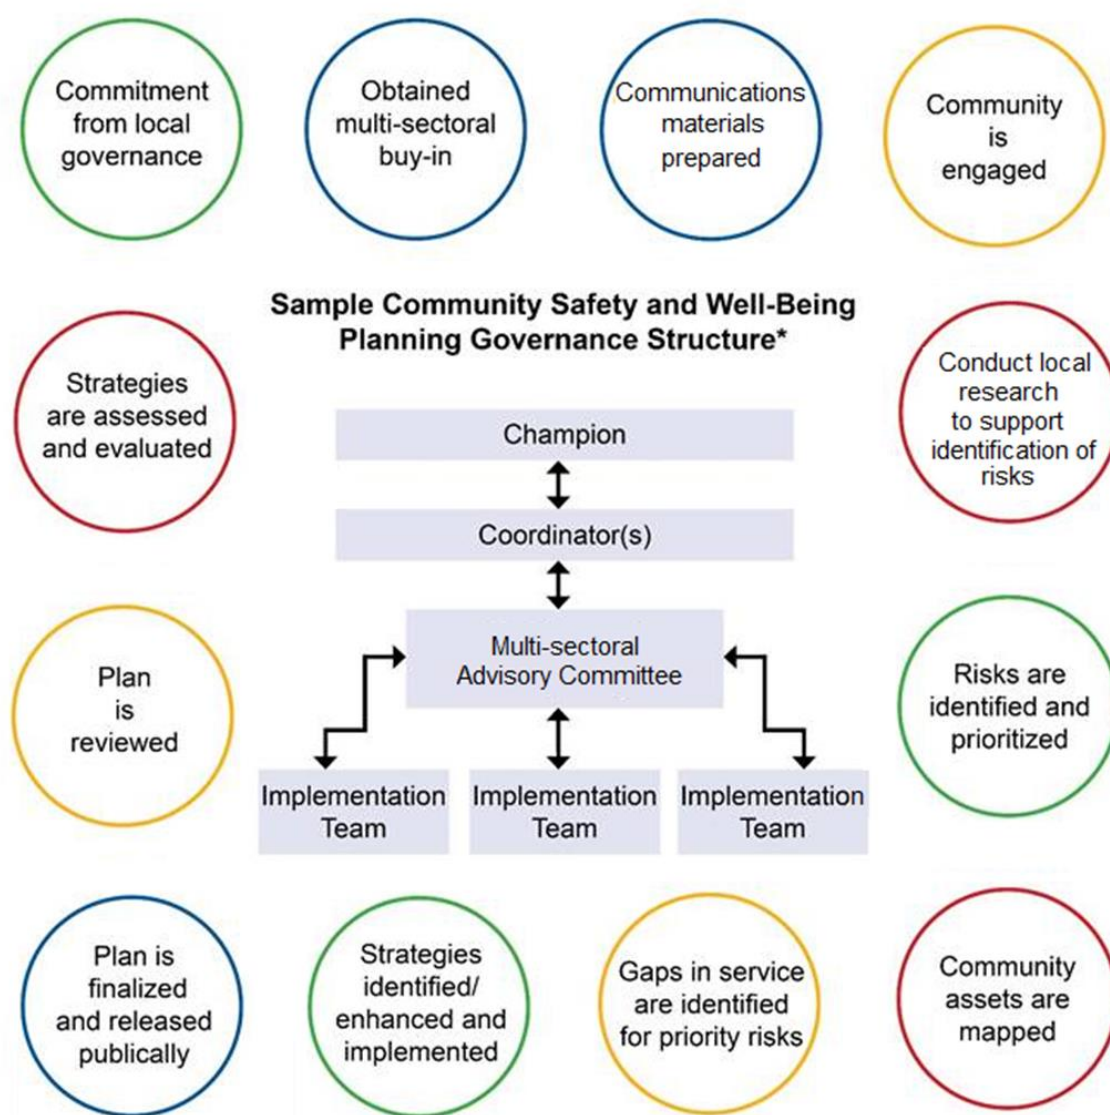 Commitment
from local
governance
Obtained
multi-sectoral
buy-in
Communications
materials
prepared
Community
is
engaged
Sample Community Safety and Well-Being
Planning Governance Structure*
Strategies
are assessed
and evaluated
Conduct local
research
to support
identification of
risks
Champion
Coordinator(s)
Multi-sectoral
Advisory Committee
Plan
is
reviewed
Risks are
identified and
prioritized
Implementation
Team
Implementation
Team
Implementation
Team
Plan is
finalized
and released
publically
Strategies
identified/
enhanced and
implemented
Gaps in service
are identified
for priority risks
Community
assets are
mapped